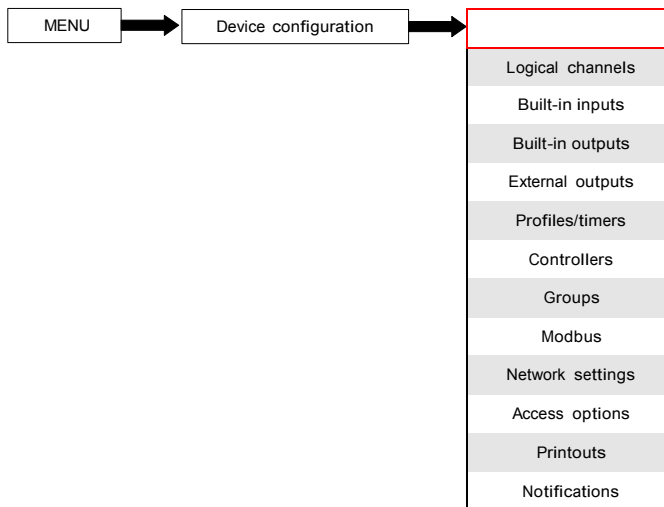 MENU
Device configuration
Logical channels
Built-in inputs
Built-in outputs
External outputs
Profiles/timers
Controllers
Groups
Modbus
Network settings
Access options
Printouts
Notifications